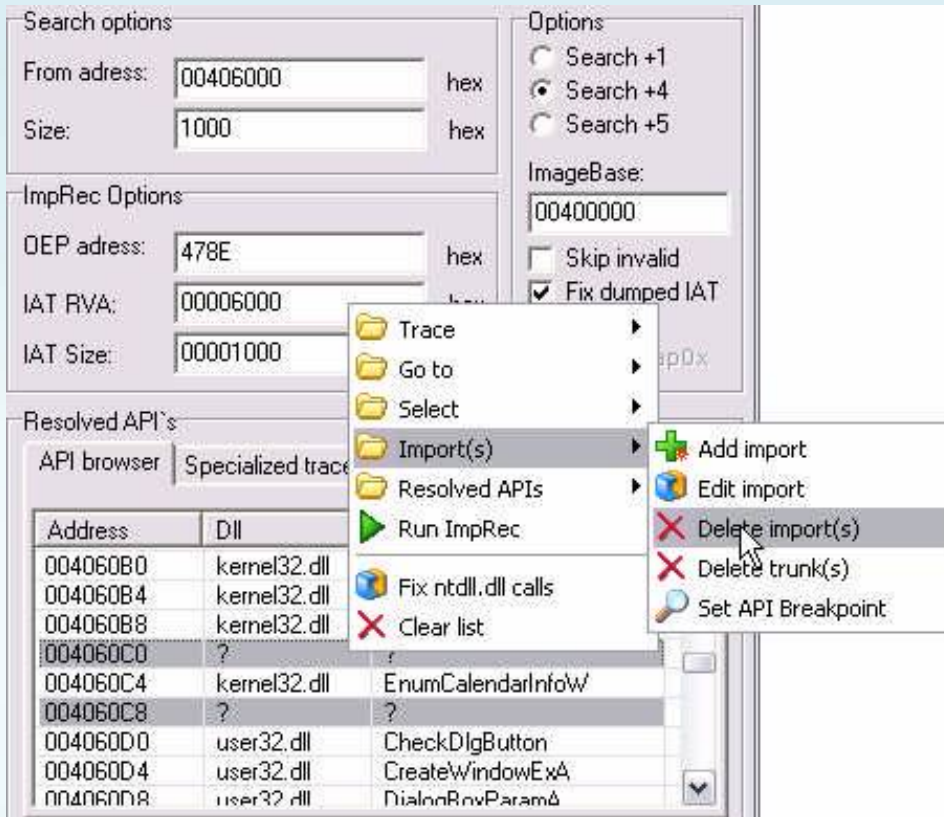 Search options
From adress: 00406000 hex
Size: 1000 hex
Options
Search +1
Search +4
Search +5
ImageBase:
00400000
Skip invalid
Fix dumped IAT
ImpRec Options
OEP adress: 478E hex
IAT RVA: 00006000
IAT Size: 00001000
Trace
Go to
Select
Import(s)
Resolved APIs
Run ImpRec
Fix ntdll.dll calls
Clear list
Add import
Edit import
Delete import(s)
Delete trunk(s)
Set API Breakpoint
Resolved API`s
API browser Specialized trace
Address Dll
004060B0 kernel32.dll
004060B4 kernel32.dll
004060B8 kernel32.dll
004060C0 ? ?
004060C4 kernel32.dll EnumCalendarInfoW
004060C8 ? ?
004060D0 user32.dll CheckDlgButton
004060D4 user32.dll CreateWindowExA
004060D8 user32.dll DialogBoxParamA